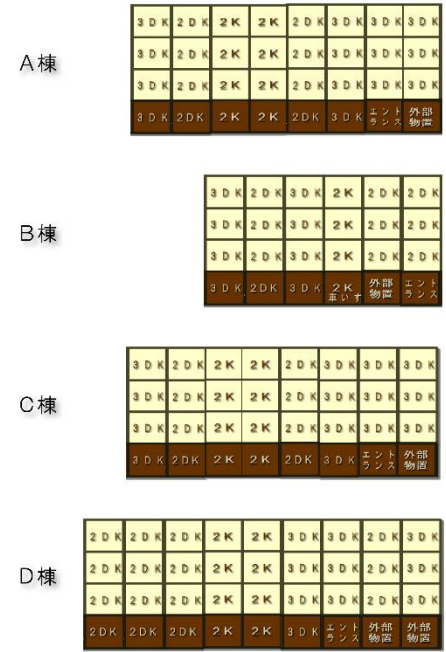 A棟
3DK 2DK 2K 2K 2DK 3DK 3DK 3DK
3DK 2DK 2K 2K 2DK 3DK 3DK 3DK
3DK 2DK 2K 2K 2DK 3DK 3DK 3DK
3DK 2DK 2K 2K 2DK 3DK エントランス 外部物置
B棟
3DK 2DK 3DK 2K 2DK 2DK
3DK 2DK 3DK 2K 2DK 2DK
3DK 2DK 3DK 2K 2DK 2DK
3DK 2DK 3DK 2K車いす 外部物置 エントランス
C棟
3DK 2DK 2K 2K 2DK 3DK 3DK 3DK
3DK 2DK 2K 2K 2DK 3DK 3DK 3DK
3DK 2DK 2K 2K 2DK 3DK 3DK 3DK
3DK 2DK 2K 2K 2DK 3DK エントランス 外部物置
D棟
2DK 2DK 2DK 2K 2K 3DK 3DK 2DK 3DK
2DK 2DK 2DK 2K 2K 3DK 3DK 2DK 3DK
2DK 2DK 2DK 2K 2K 3DK 3DK 2DK 3DK
2DK 2DK 2DK 2K 2K 3DK エントランス 外部物置 外部物置